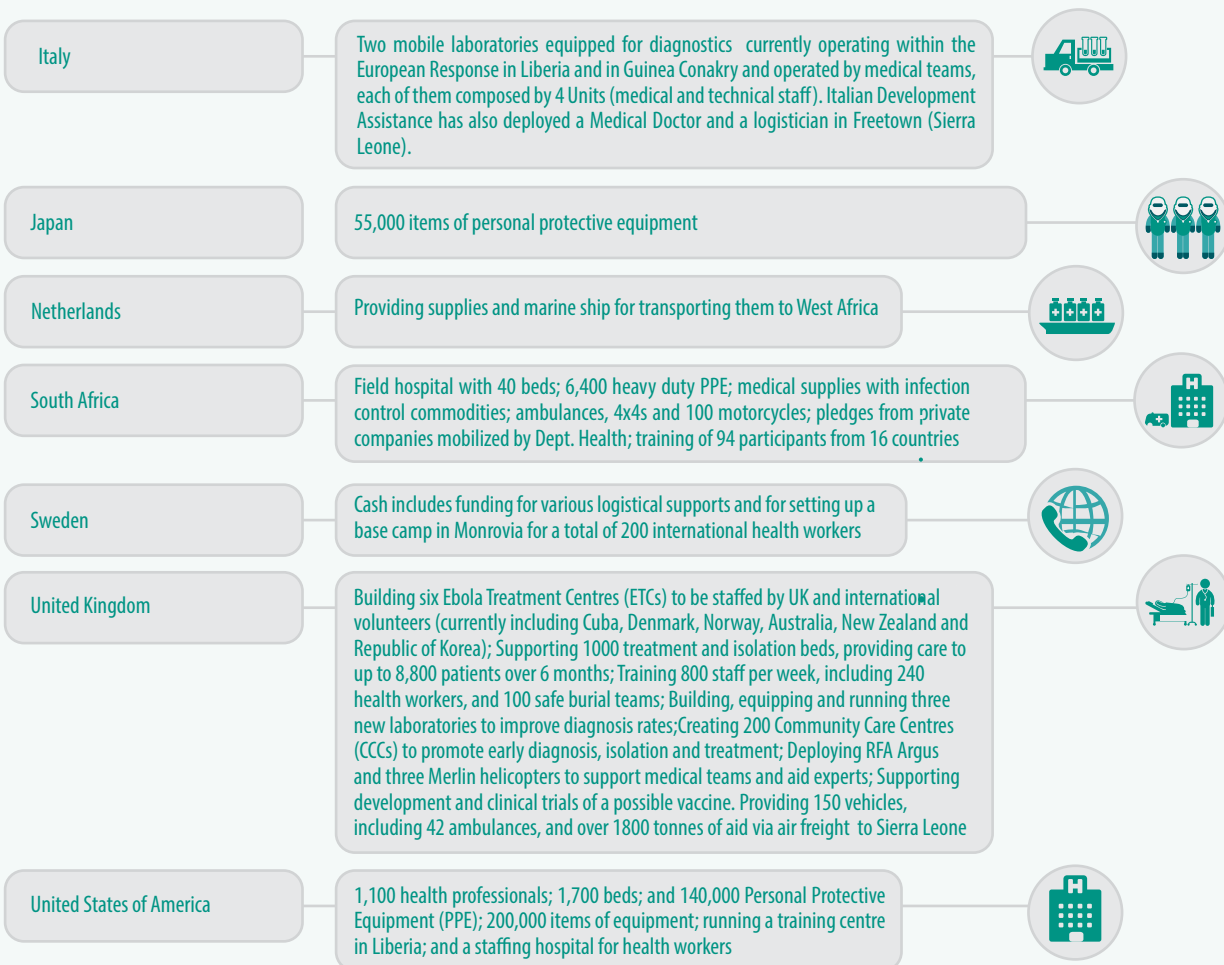 Italy
Two mobile laboratories equipped for diagnostics currently operating within the
European Response in Liberia and in Guinea Conakry and operated by medical teams,
each of them composed by 4 Units (medical and technical staff). Italian Development
Assistance has also deployed a Medical Doctor and a logistician in Freetown (Sierra
Leone).
Japan
55,000 items of personal protective equipment
Netherlands
Providing supplies and marine ship for transporting them to West Africa
South Africa
Field hospital with 40 beds; 6,400 heavy duty PPE; medical supplies with infection
control commodities; ambulances, 4x4s and 100 motorcycles; pledges from private
companies mobilized by Dept. Health; training of 94 participants from 16 countries
Sweden
Cash includes funding for various logistical supports and for setting up a
base camp in Monrovia for a total of 200 international health workers
United Kingdom
Building six Ebola Treatment Centres (ETCs) to be staffed by UK and international
volunteers (currently including Cuba, Denmark, Norway, Australia, New Zealand and
Republic of Korea); Supporting 1000 treatment and isolation beds, providing care to
up to 8,800 patients over 6 months; Training 800 staff per week, including 240
health workers, and 100 safe burial teams; Building, equipping and running three
new laboratories to improve diagnosis rates;Creating 200 Community Care Centres
(CCCs) to promote early diagnosis, isolation and treatment; Deploying RFA Argus
and three Merlin helicopters to support medical teams and aid experts; Supporting
development and clinical trials of a possible vaccine. Providing 150 vehicles,
including 42 ambulances, and over 1800 tonnes of aid via air freight to Sierra Leone
United States of America
1,100 health professionals; 1,700 beds; and 140,000 Personal Protective
Equipment (PPE); 200,000 items of equipment; running a training centre
in Liberia; and a staffing hospital for health workers
H
H